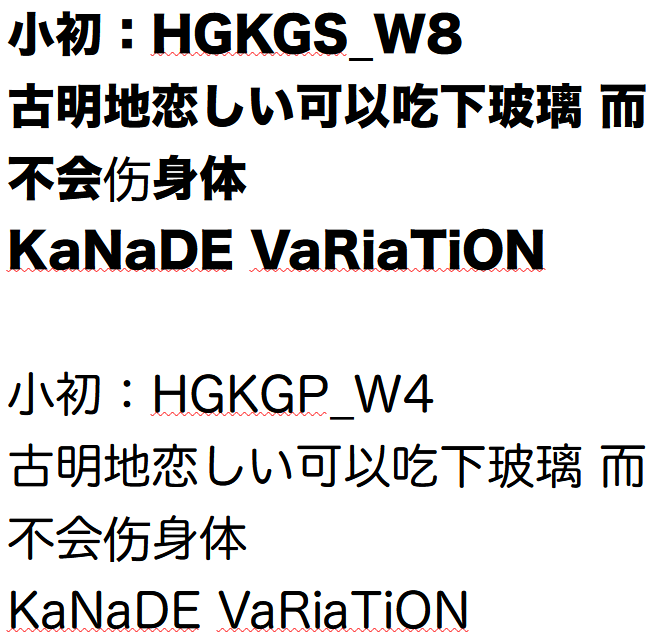 小初：HGKGS_W8
古明地恋しい可以吃下玻璃 而
不会伤身体
KaNaDE VaRiaTiON
小初：HGKGP_W4
古明地恋しい可以吃下玻璃 而
不会伤身体
KaNaDE VaRiaTiON